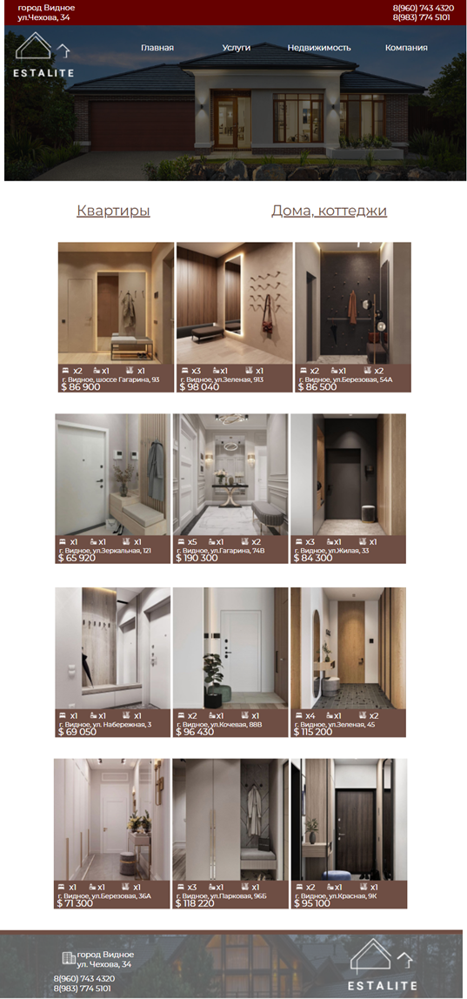 город Видное
ул.Чехова, 34
8(960) 743 4320
8(983) 774 5101
ESTALITE
Главная Услуги Недвижимость Компания
Квартиры Дома, коттеджи
x2 x1 x1
г. Видное, шоссе Гагарина, 93
$ 86 900
x3 x1 x1
г. Видное, ул.Зеленая, 913
$ 98 040
x2 x1 x2
г. Видное, ул.Березовая, 54А
$ 86 500
x1 x1 x1
г. Видное, ул.Зеркальная, 121
$ 65 920
x5 x1 x2
г. Видное, ул.Гагарина, 74В
$ 190 300
x3 x1 x1
г. Видное, ул.Жилая, 33
$ 84 300
x1 x1 x1
г. Видное, ул. Набережная, 3
$ 69 050
x2 x1 x1
г. Видное, ул.Кочевая, 88В
$ 96 430
x4 x1 x2
г. Видное, ул.Зеленая, 45
$ 115 200
x1 x1 x1
г. Видное, ул.Березовая, 36А
$ 71 300
x3 x1 x1
г. Видное, ул.Парковая, 96Б
$ 118 220
x2 x1 x1
г. Видное, ул.Красная, 9К
$ 95 100
город Видное
ул. Чехова, 34
8(960) 743 4320
8(983) 774 5101
ESTALITE